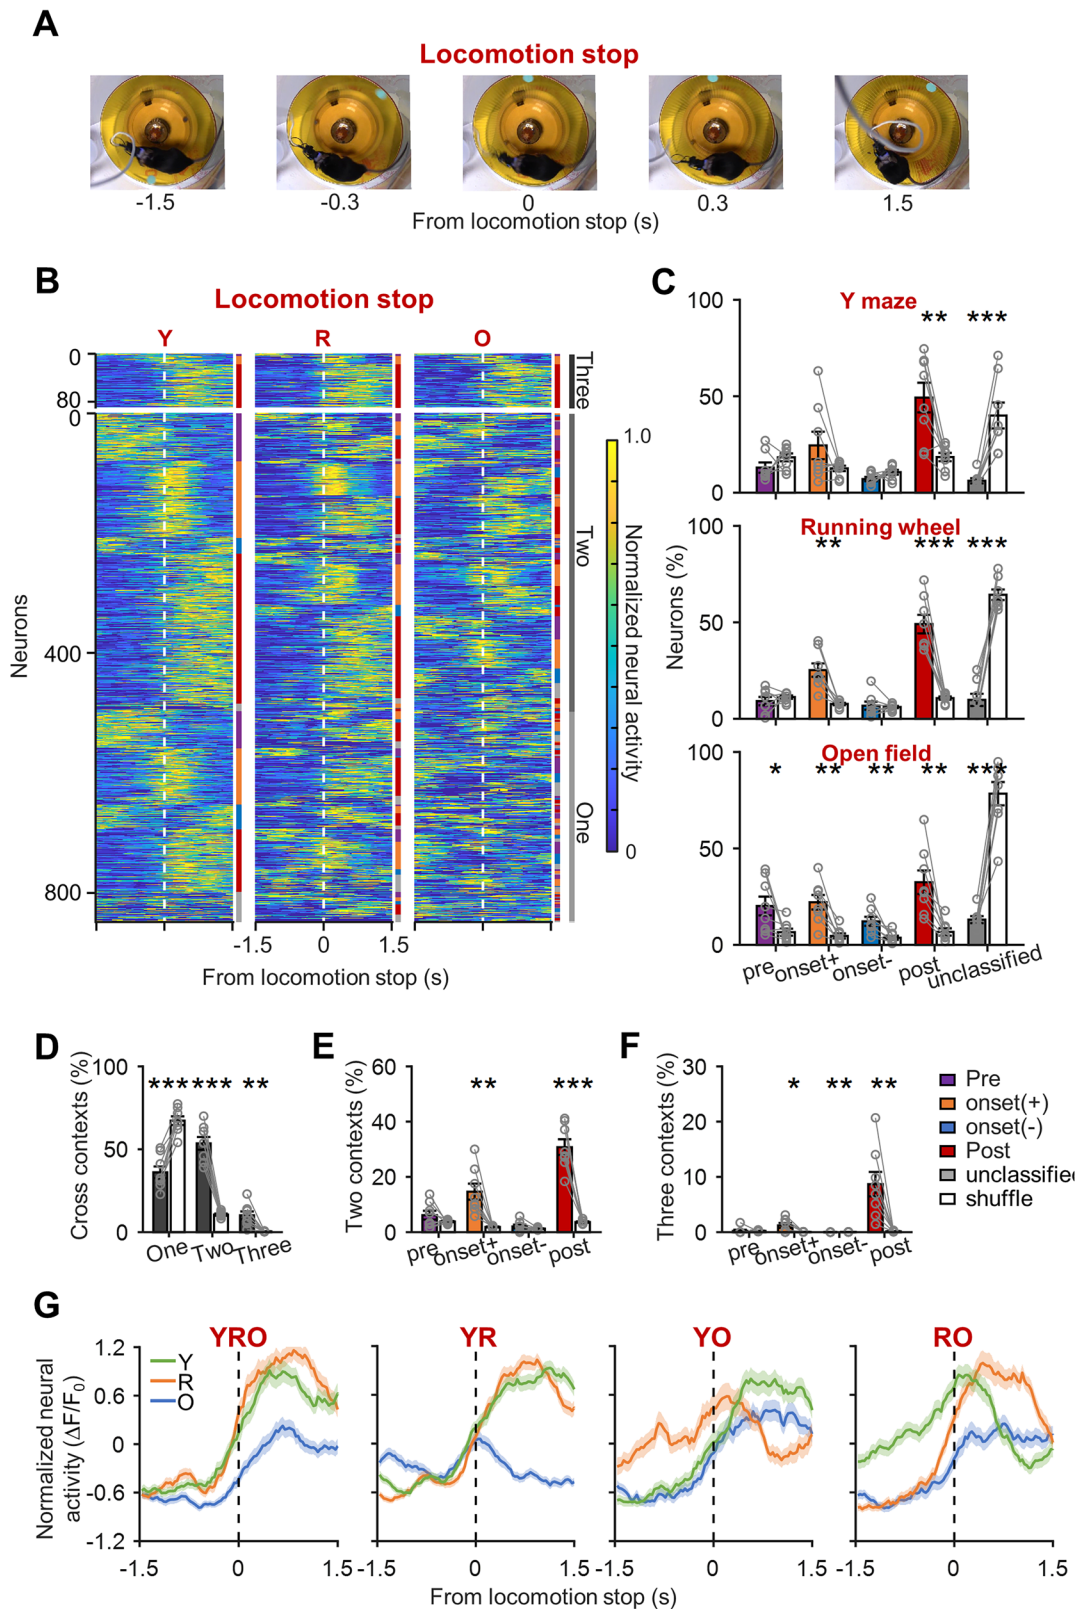 A
Locomotion stop
-1.5
-0.3
0
0.3
1.5
From locomotion stop (s)
B
Locomotion stop
Y
R
O
0
80
0
400
800
Neurons
Three
Two
One
1.0
0
Normalized neural activity
-1.5
0
1.5
From locomotion stop (s)
C
Neurons (%)
Y maze
** ***
100
50
0
Running wheel
** *** ***
100
50
0
Open field
* ** ** ** ***
100
50
0
pre
onset+
onset-
post
unclassified
D
Cross contexts (%)
100
50
0
*** *** **
One
Two
Three
E
Two contexts (%)
60
40
20
0
** ***
pre
onset+
onset-
post
F
Three contexts (%)
30
20
10
0
* ** **
pre
onset+
onset-
post
Pre
onset(+)
onset(-)
Post
unclassifie
shuffle
G
Normalized neural
activity (ΔF/F0)
1.2
0.6
0
-0.6
-1.2
YRO
Y
R
O
-1.5
0
1.5
YR
-1.5
0
1.5
YO
-1.5
0
1.5
RO
-1.5
0
1.5
From locomotion stop (s)